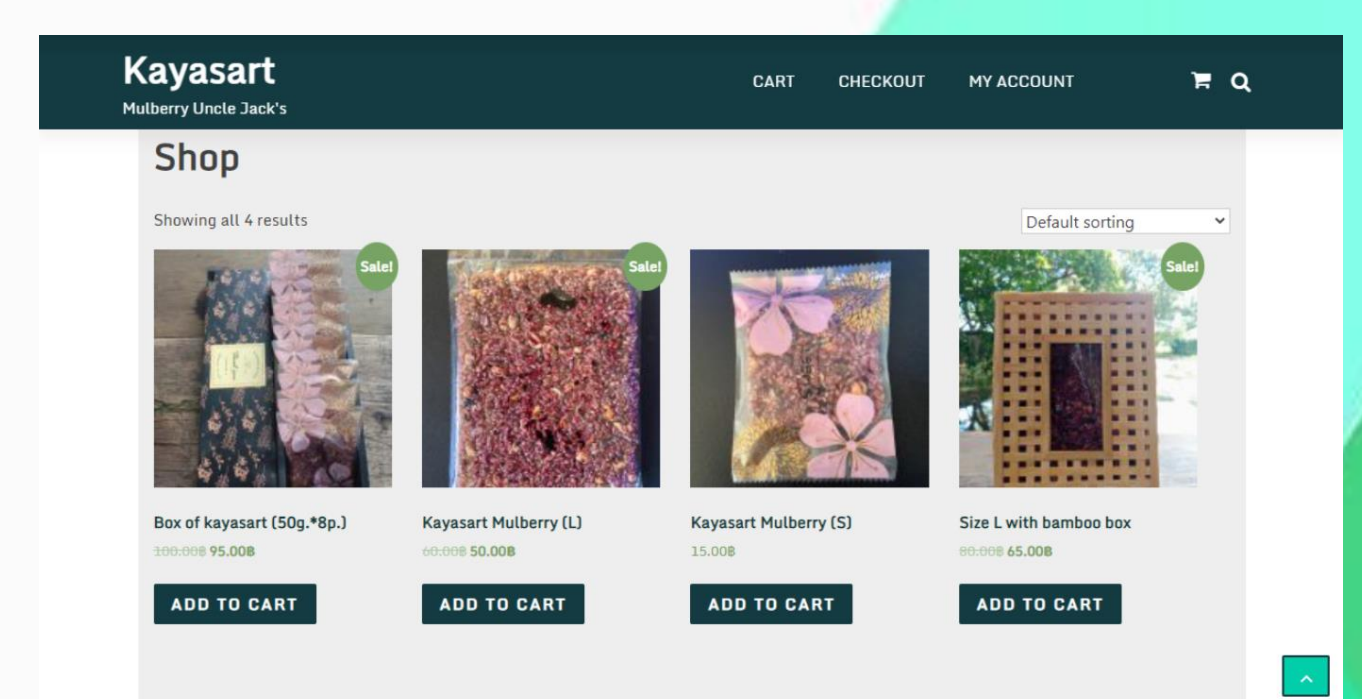 Kayasart
Mulberry Uncle Jack's
CART CHECKOUT MY ACCOUNT
Shop
Showing all 4 results
Default sorting
Sale!
Sale!
Sale!
Box of kayasart (50g.*8p.)
100.00฿ 95.00฿
ADD TO CART
Kayasart Mulberry (L)
60.00฿ 50.00฿
ADD TO CART
Kayasart Mulberry (S)
15.00฿
ADD TO CART
Size L with bamboo box
80.00฿ 65.00฿
ADD TO CART